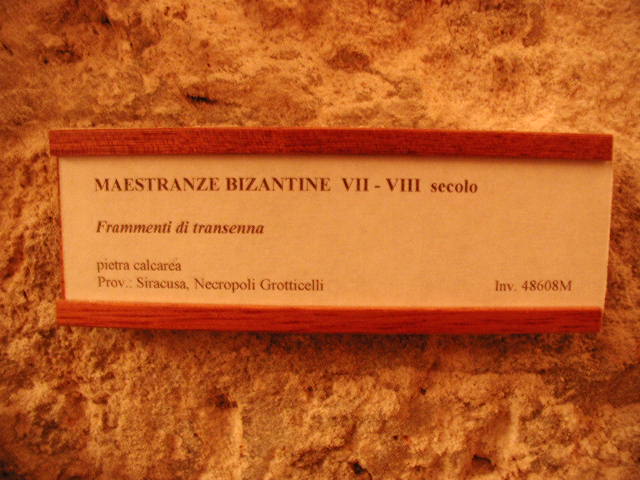 MAESTRANZE BIZANTINE VII - VIII secolo
Frammenti di transenna
pietra calcarea
Prov.: Siracusa, Necropoli Grotticelli Inv. 48608M